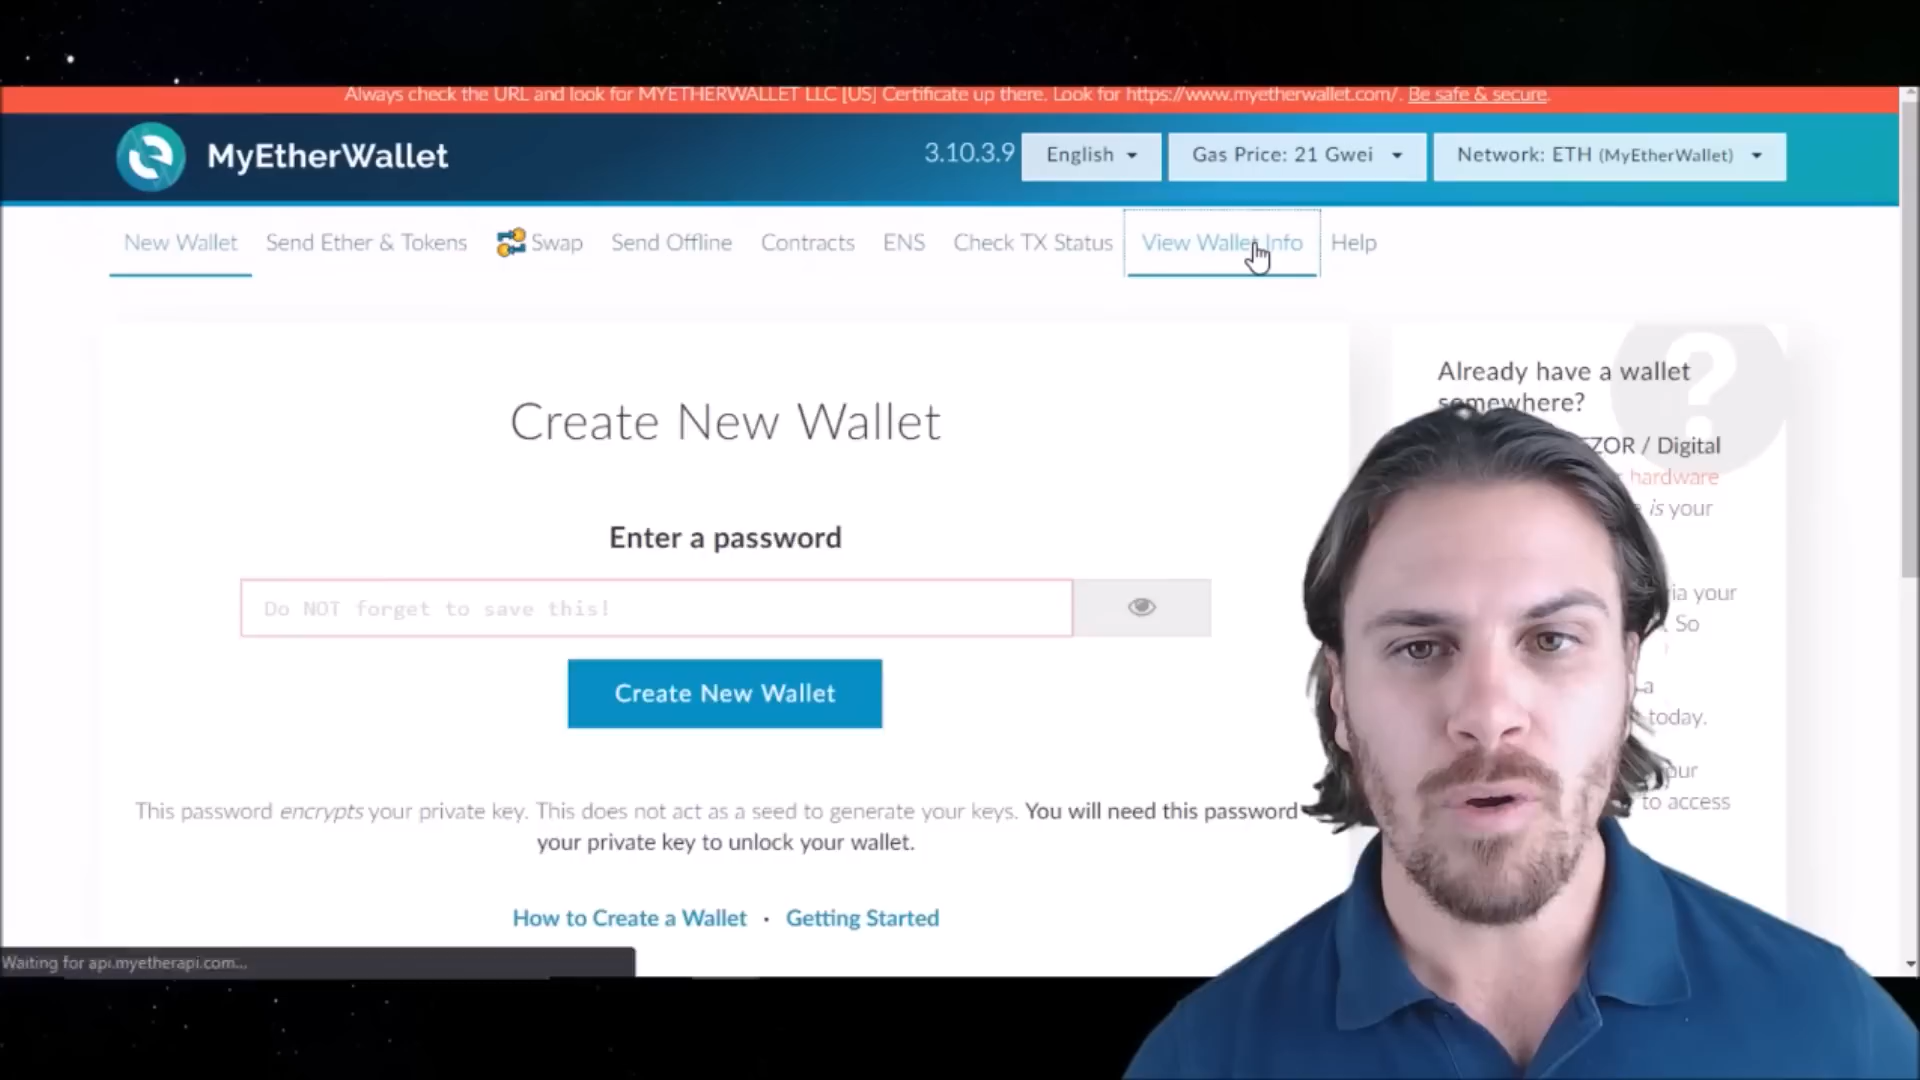 Always check the URL and look for MYETHERWALLET LLC [US] Certificate up there. Look for https://www.myetherwallet.com/. Be safe & secure.
MyEtherWallet
3.10.3.9 English Gas Price: 21 Gwei Network: ETH (MyEtherWallet)
New Wallet Send Ether & Tokens Swap Send Offline Contracts ENS Check TX Status View Wallet Info Help
Create New Wallet
Enter a password
Do NOT forget to save this!
Create New Wallet
This password encrypts your private key. This does not act as a seed to generate your keys. You will need this password
your private key to unlock your wallet.
How to Create a Wallet · Getting Started
Already have a wallet
somewhere?
/ Digital
hardware
is your
your
So
a
today.
to access
Waiting for api.myetherapi.com...